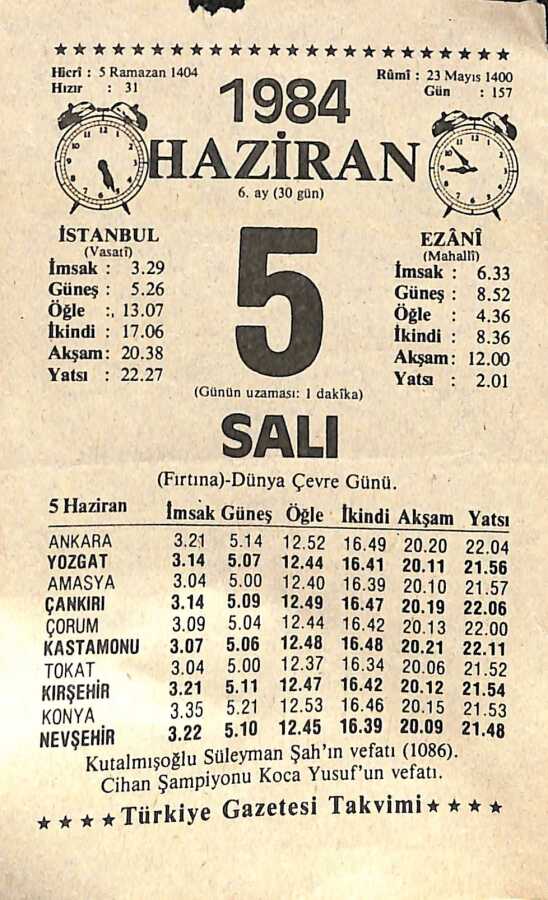 ★★★★★★★★★★★★★★★★★★★★★★★★
Hicrî : 5 Ramazan 1404
Hızır : 31
Rûmî : 23 Mayıs 1400
Gün : 157
1984
HAZİRAN
6. ay (30 gün)
İSTANBUL
(Vasatî)
İmsak : 3.29
Güneş : 5.26
Öğle : 13.07
İkindi : 17.06
Akşam: 20.38
Yatsı : 22.27
5
(Günün uzaması: 1 dakîka)
EZÂNÎ
(Mahallî)
İmsak : 6.33
Güneş : 8.52
Öğle : 4.36
İkindi : 8.36
Akşam: 12.00
Yatsı : 2.01
SALI
(Fırtına)-Dünya Çevre Günü.
5 Haziran İmsak Güneş Öğle İkindi Akşam Yatsı
ANKARA 3.21 5.14 12.52 16.49 20.20 22.04
YOZGAT 3.14 5.07 12.44 16.41 20.11 21.56
AMASYA 3.04 5.00 12.40 16.39 20.10 21.57
ÇANKIRI 3.14 5.09 12.49 16.47 20.19 22.06
ÇORUM 3.09 5.04 12.44 16.42 20.13 22.00
KASTAMONU 3.07 5.06 12.48 16.48 20.21 22.11
TOKAT 3.04 5.00 12.37 16.34 20.06 21.52
KIRŞEHİR 3.21 5.11 12.47 16.42 20.12 21.54
KONYA 3.35 5.21 12.53 16.46 20.15 21.53
NEVŞEHİR 3.22 5.10 12.45 16.39 20.09 21.48
Kutalmışoğlu Süleyman Şah'ın vefatı (1086).
Cihan Şampiyonu Koca Yusuf'un vefatı.
★★★★Türkiye Gazetesi Takvimi★★★★